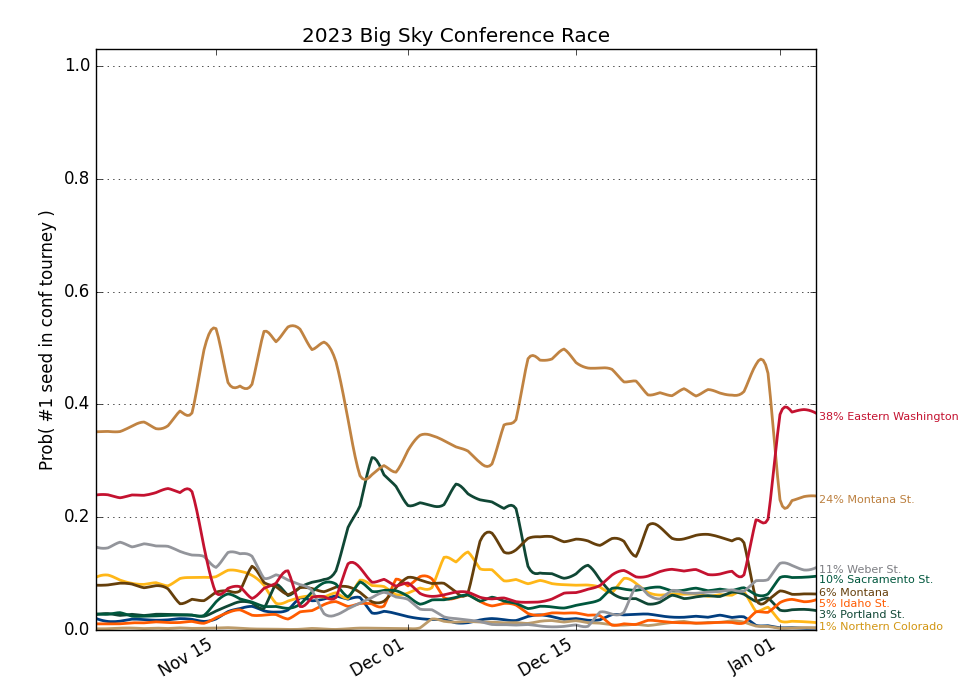 2023 Big Sky Conference Race
Prob( #1 seed in conf tourney )
1.0
0.8
0.6
0.4
0.2
0.0
Nov 15
Dec 01
Dec 15
Jan 01
38% Eastern Washington
24% Montana St.
11% Weber St.
10% Sacramento St.
6% Montana
5% Idaho St.
3% Portland St.
1% Northern Colorado